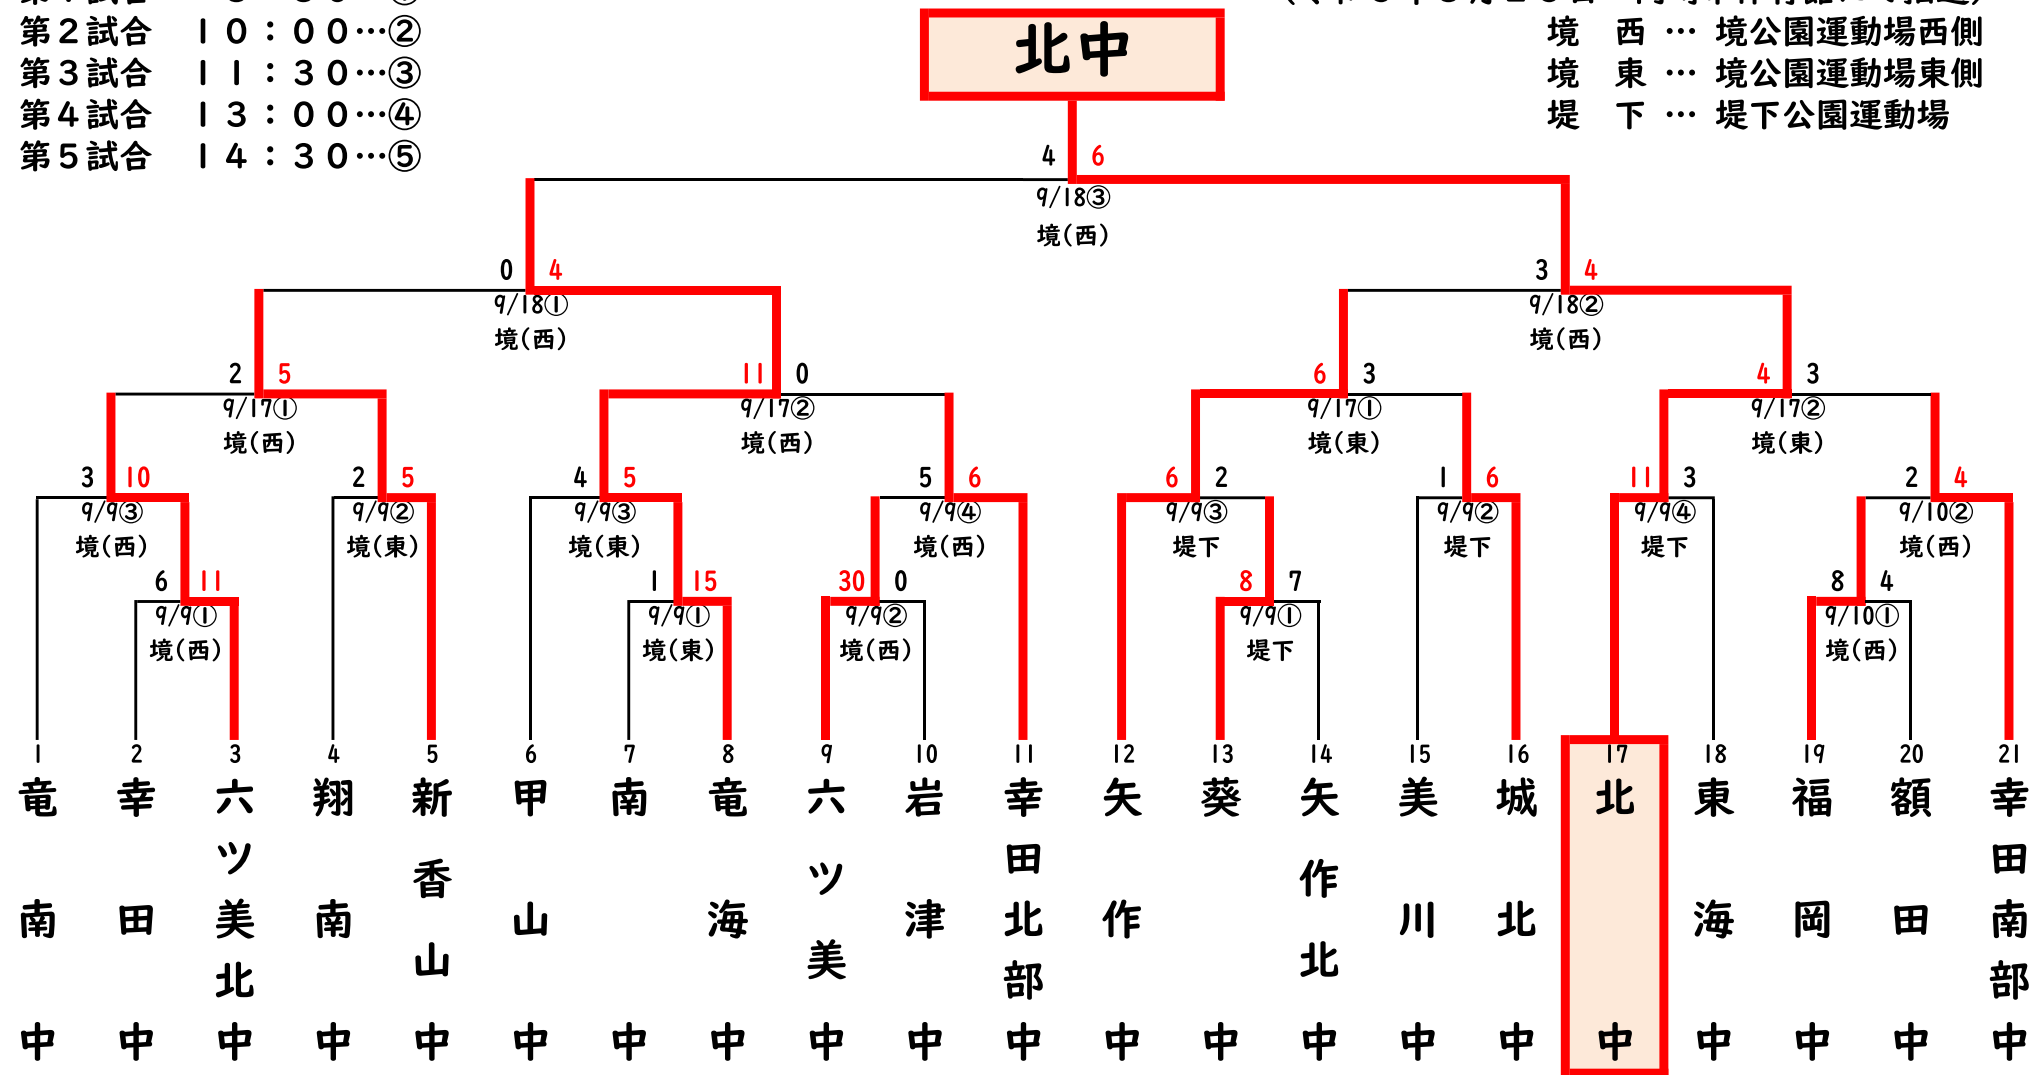 第２試合　１０：００…②
第３試合　１１：３０…③
第４試合　１３：００…④
第５試合　１４：３０…⑤
北中
境　西 … 境公園運動場西側
境　東 … 境公園運動場東側
堤　下 … 堤下公園運動場
4 6
9/18③
境(西)
0 4
9/18①
境(西)
3 4
9/18②
境(西)
2 5
9/17①
境(西)
11 0
9/17②
境(西)
6 3
9/17①
境(東)
4 3
9/17②
境(東)
3 10
9/9③
境(西)
2 5
9/9②
境(東)
4 5
9/9③
境(東)
5 6
9/9④
境(西)
6 2
9/9③
堤下
1 6
9/9②
堤下
11 3
9/9④
堤下
2 4
9/10②
境(西)
6 11
9/9①
境(西)
1 15
9/9①
境(東)
30 0
9/9②
境(西)
8 7
9/9①
堤下
8 4
9/10①
境(西)
1 竜南中
2 幸田中
3 六ツ美北中
4 翔南中
5 新香山中
6 甲山中
7 南中
8 竜海中
9 六ツ美中
10 岩津中
11 幸田北部中
12 矢作中
13 葵中
14 矢作北中
15 美川中
16 城北中
17 北中
18 東海中
19 福岡中
20 額田中
21 幸田南部中